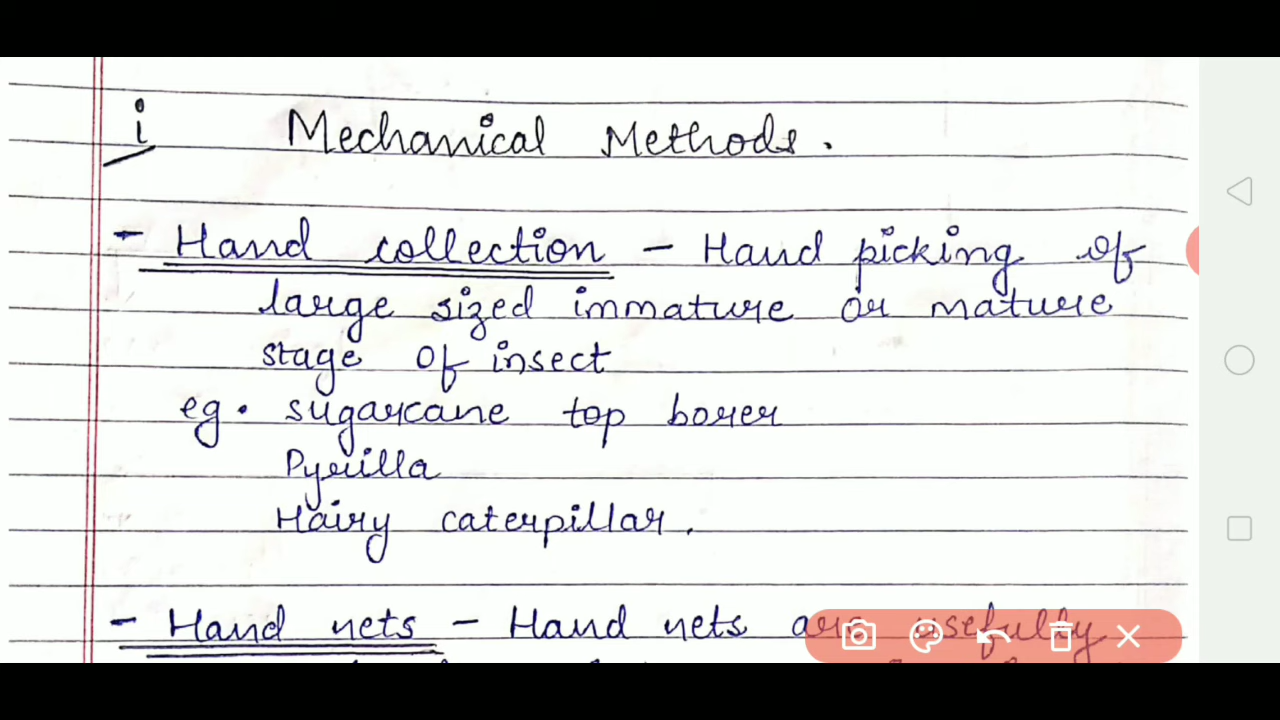 i Mechanical Methods.
- Hand collection - Hand picking of
large sized immature or mature
stage of insect
eg. sugarcane top borer
Pyrilla
Hairy caterpillar.
- Hand nets - Hand nets are usefully